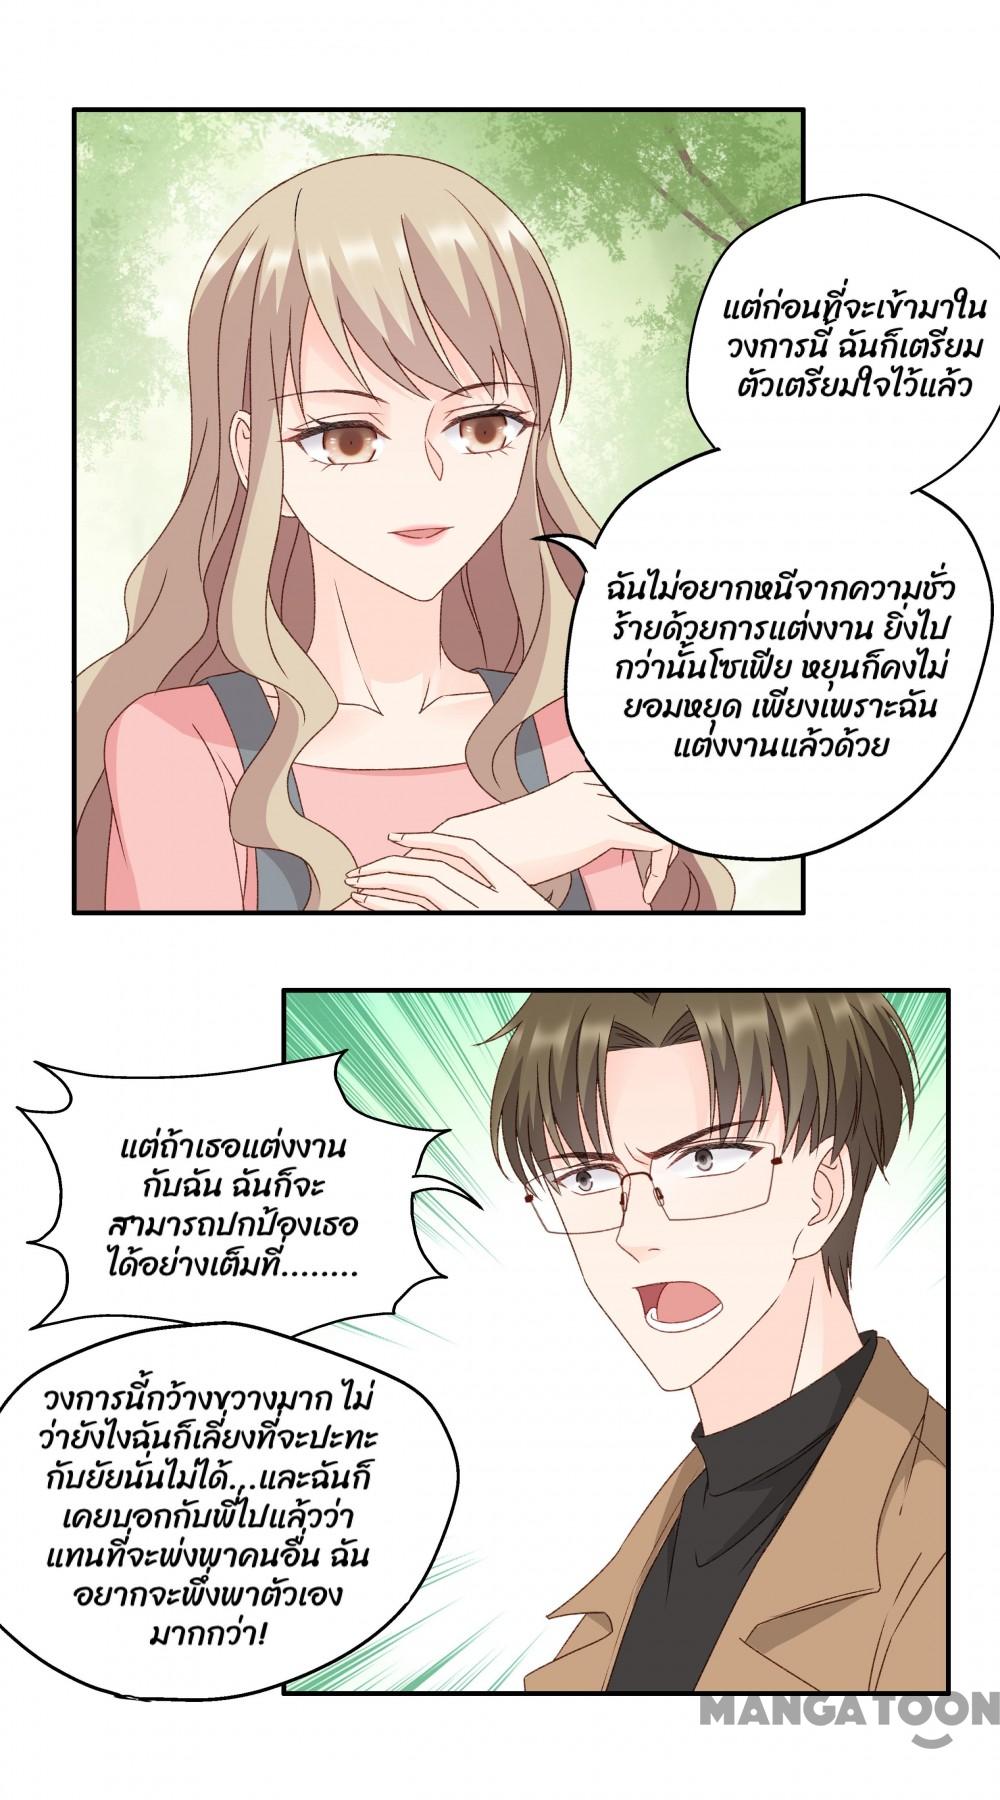 แต่ก่อนที่จะเข้ามาใน
วงการนี้ ฉันก็เตรียม
ตัวเตรียมใจไว้แล้ว
ฉันไม่อยากหนีจากความชั่ว
ร้ายด้วยการแต่งงาน ยิ่งไป
กว่านั้นโซเฟีย หยุนก็คงไม่
ยอมหยุด เพียงเพราะฉัน
แต่งงานแล้วด้วย
แต่ถ้าเธอแต่งงาน
กับฉัน ฉันก็จะ
สามารถปกป้องเธอ
ได้อย่างเต็มที่........
วงการนี้กว้างขวางมาก ไม่
ว่ายังไงฉันก็เลี่ยงที่จะปะทะ
กับยัยนั่นไม่ได้...และฉันก็
เคยบอกกับพี่ไปแล้วว่า
แทนที่จะพึ่งพาคนอื่น ฉัน
อยากจะพึ่งพาตัวเอง
มากกว่า!
MANGATOON